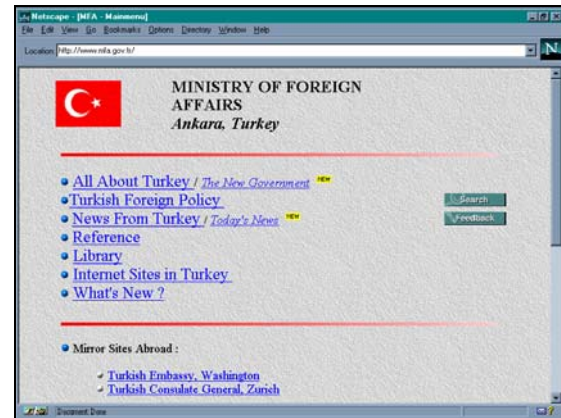 Netscape - [MFA - Mainmenu]
File Edit View Go Bookmarks Options Directory Window Help
Location: http://www.mfa.gov.tr/
N
MINISTRY OF FOREIGN
AFFAIRS
Ankara, Turkey
All About Turkey / The New Government NEW
Turkish Foreign Policy
Search
News From Turkey / Today's News NEW
Feedback
Reference
Library
Internet Sites in Turkey
What's New ?
Mirror Sites Abroad :
Turkish Embassy, Washington
Turkish Consulate General, Zurich
Document: Done